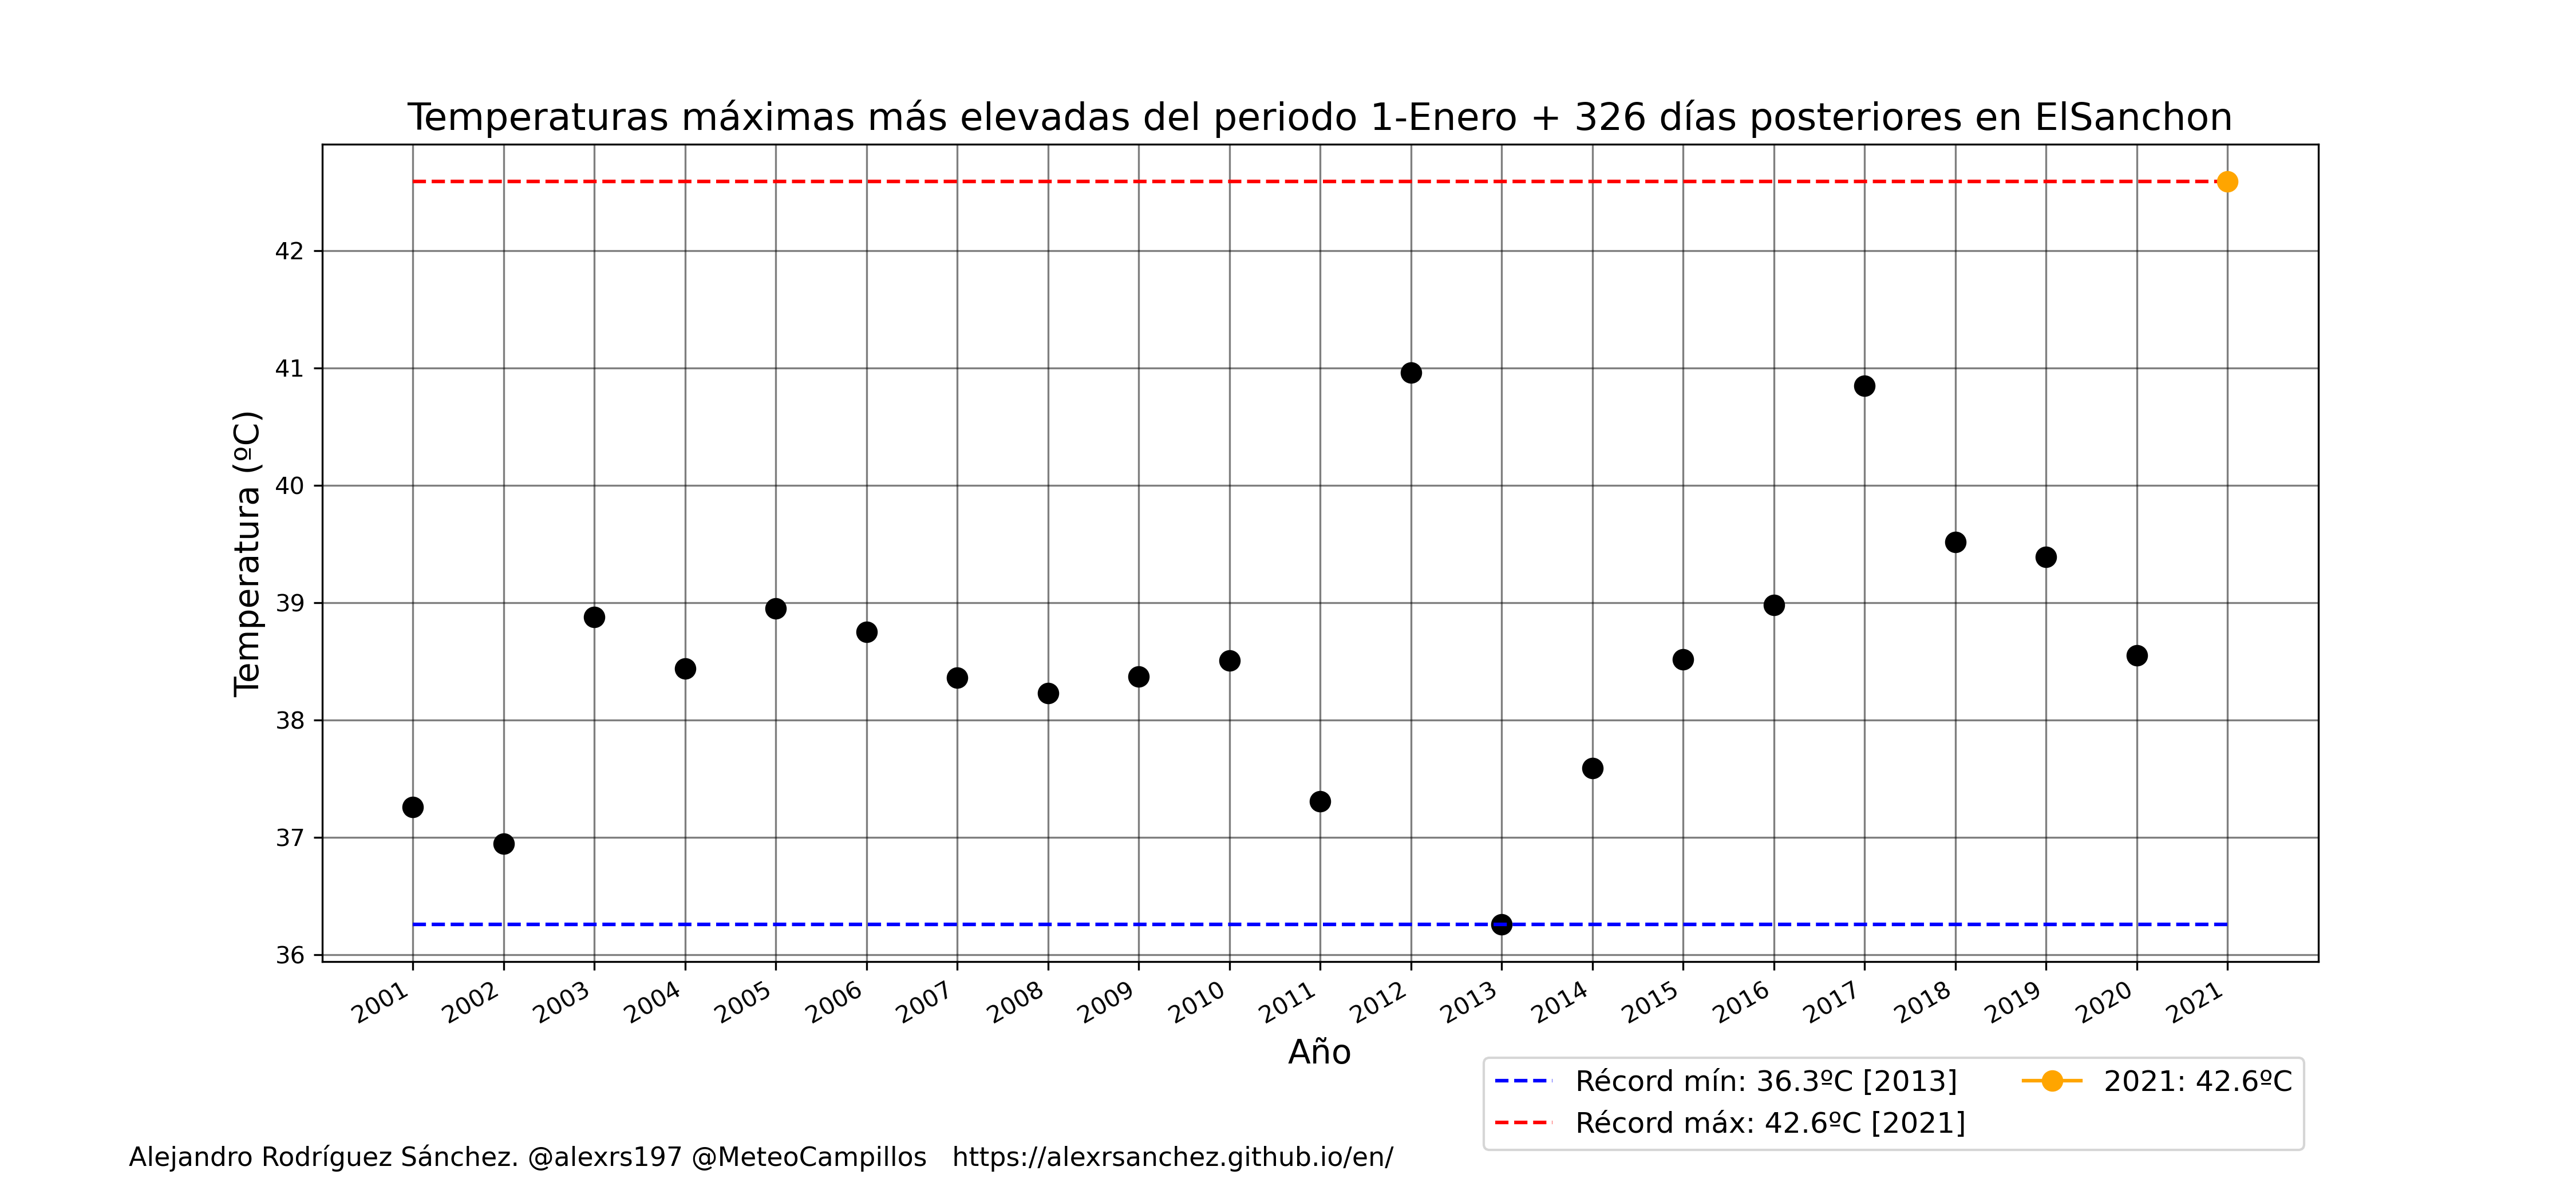 Temperaturas máximas más elevadas del periodo 1-Enero + 326 días posteriores en ElSanchon
Temperatura (ºC)
42
41
40
39
38
37
36
2001 2002 2003 2004 2005 2006 2007 2008 2009 2010 2011 2012 2013 2014 2015 2016 2017 2018 2019 2020 2021
Año
Récord mín: 36.3ºC [2013]
Récord máx: 42.6ºC [2021]
2021: 42.6ºC
Alejandro Rodríguez Sánchez. @alexrs197 @MeteoCampillos https://alexrsanchez.github.io/en/